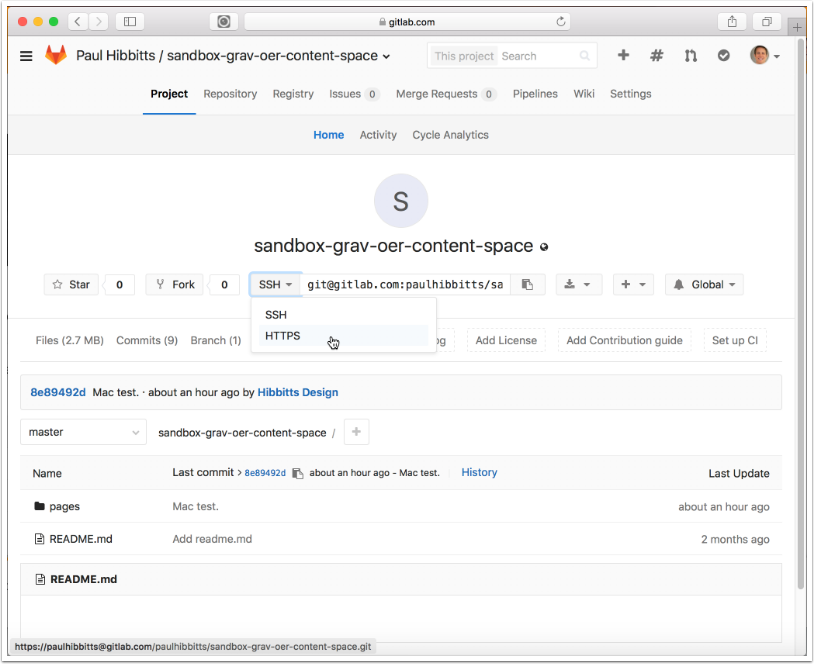 gitlab.com
Paul Hibbitts / sandbox-grav-oer-content-space
This project Search
Project Repository Registry Issues 0 Merge Requests 0 Pipelines Wiki Settings
Home Activity Cycle Analytics
S
sandbox-grav-oer-content-space
Star 0 Fork 0 SSH git@gitlab.com:paulhibbitts/sa Global
SSH
HTTPS
Files (2.7 MB) Commits (9) Branch (1) og Add License Add Contribution guide Set up CI
8e89492d Mac test. · about an hour ago by Hibbitts Design
master sandbox-grav-oer-content-space / +
Name Last commit > 8e89492d about an hour ago - Mac test. History Last Update
pages Mac test. about an hour ago
README.md Add readme.md 2 months ago
README.md
https://paulhibbitts@gitlab.com/paulhibbitts/sandbox-grav-oer-content-space.git